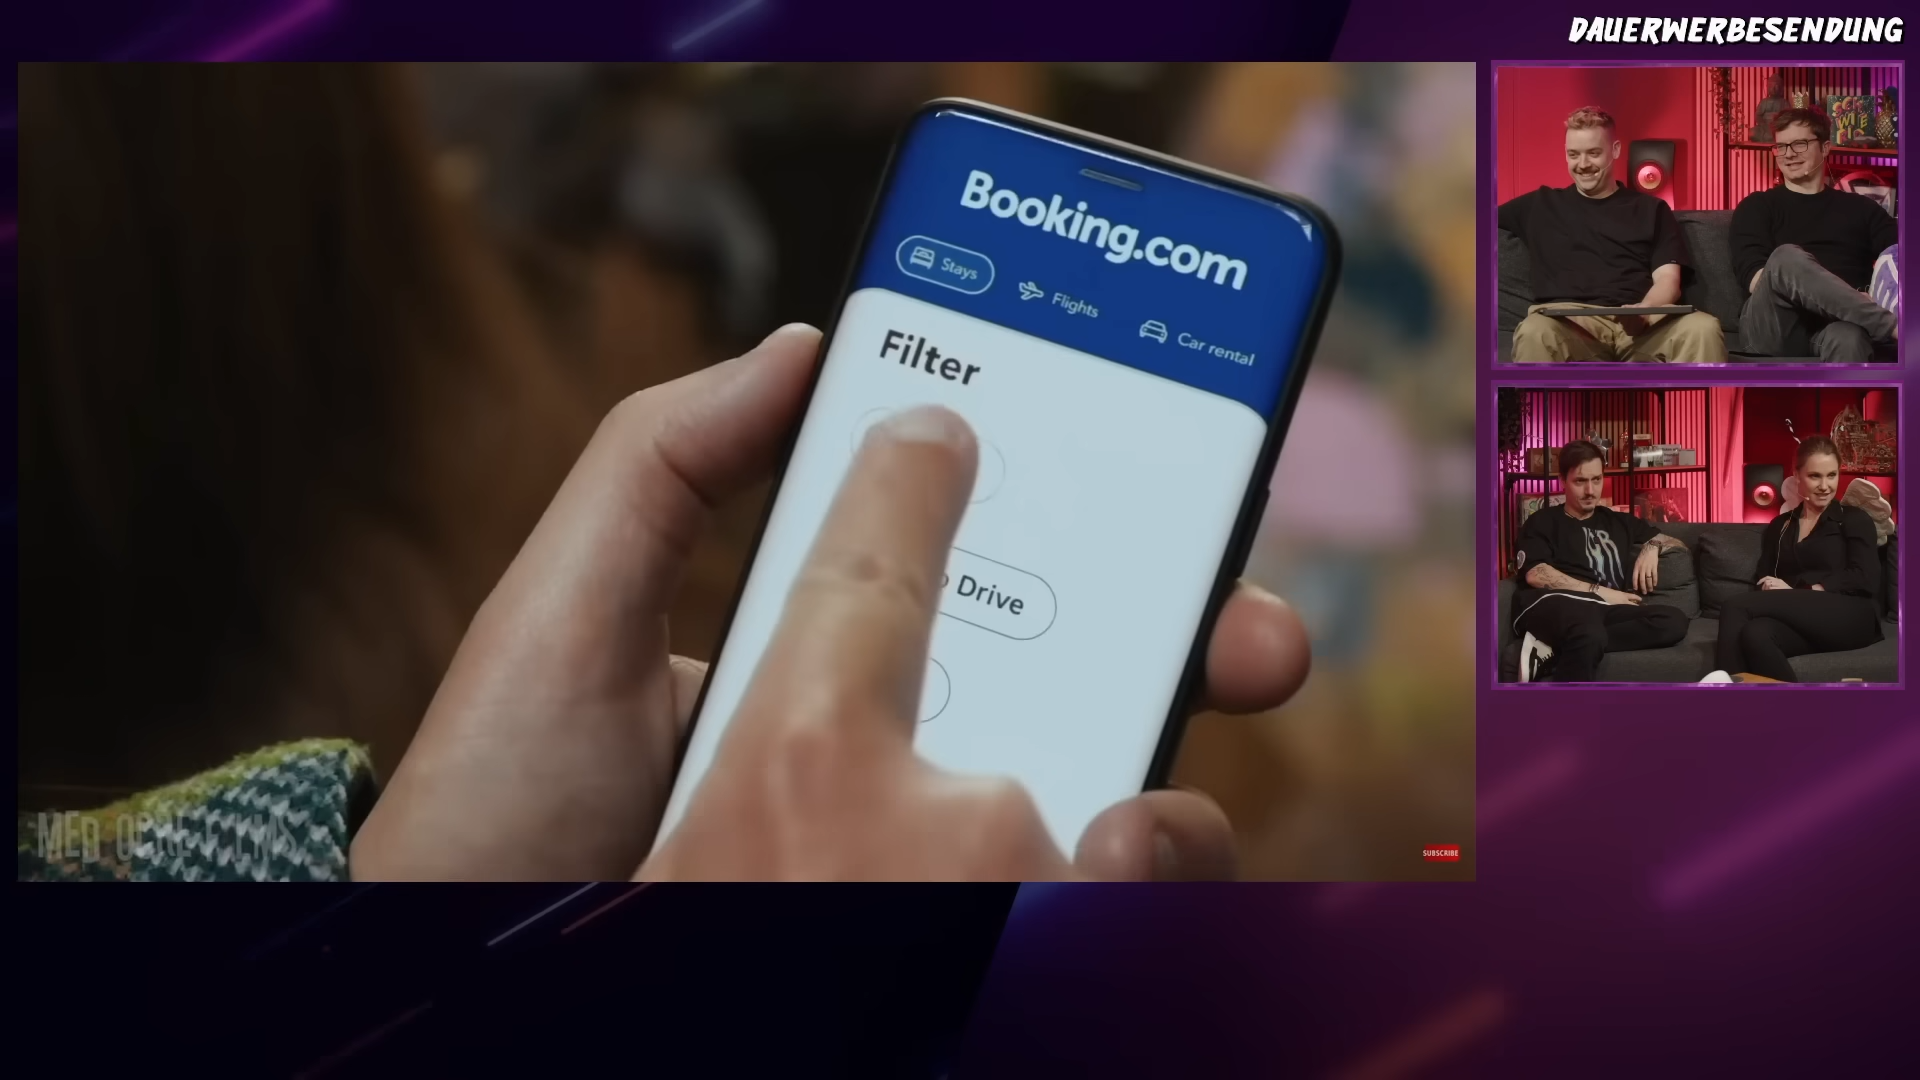 DAUERWERBESENDUNG
Booking.com
Stays
Flights
Car rental
Filter
Drive
SUBSCRIBE